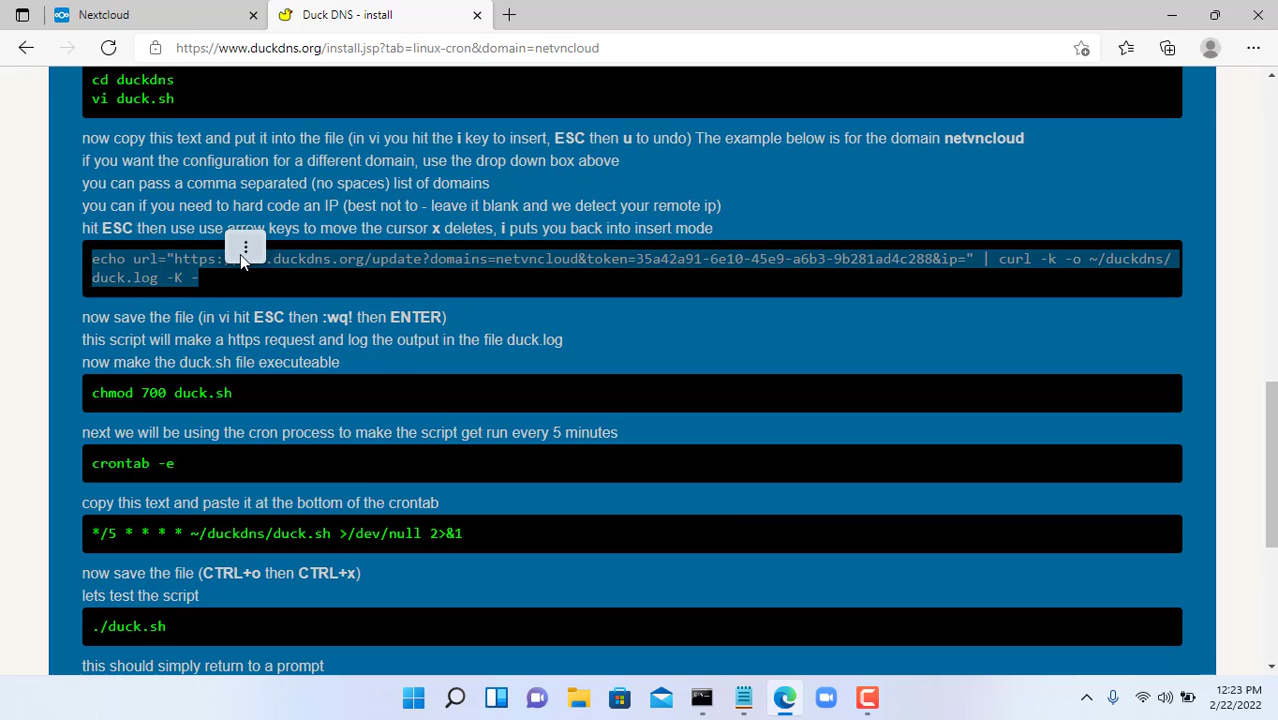 Nextcloud
Duck DNS - install
https://www.duckdns.org/install.jsp?tab=linux-cron&domain=netvncloud
cd duckdns
vi duck.sh
now copy this text and put it into the file (in vi you hit the i key to insert, ESC then u to undo) The example below is for the domain netvncloud
if you want the configuration for a different domain, use the drop down box above
you can pass a comma separated (no spaces) list of domains
you can if you need to hard code an IP (best not to - leave it blank and we detect your remote ip)
hit ESC then use use arrow keys to move the cursor x deletes, i puts you back into insert mode
echo url="https: .duckdns.org/update?domains=netvncloud&token=35a42a91-6e10-45e9-a6b3-9b281ad4c288&ip=" | curl -k -o ~/duckdns/
duck.log -K -
now save the file (in vi hit ESC then :wq! then ENTER)
this script will make a https request and log the output in the file duck.log
now make the duck.sh file executeable
chmod 700 duck.sh
next we will be using the cron process to make the script get run every 5 minutes
crontab -e
copy this text and paste it at the bottom of the crontab
*/5 * * * * ~/duckdns/duck.sh >/dev/null 2>&1
now save the file (CTRL+o then CTRL+x)
lets test the script
./duck.sh
this should simply return to a prompt
12:23 PM
2/22/2022